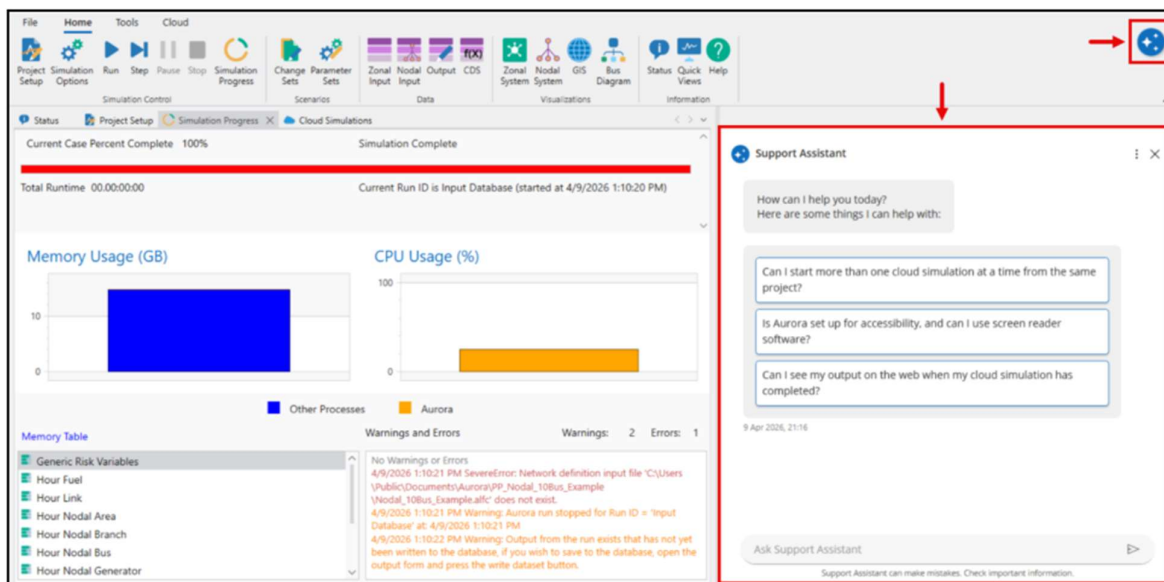 File Home Tools Cloud
Project Setup
Simulation Options
Run
Step
Pause
Stop
Simulation Progress
Change Sets
Parameter Sets
Zonal Input
Nodal Input
Output
f(X)
CDS
Zonal System
Nodal System
GIS
Bus Diagram
Status
Quick Views
Help
Simulation Control
Scenarios
Data
Visualizations
Information
Status
Project Setup
Simulation Progress
Cloud Simulations
Current Case Percent Complete 100%
Simulation Complete
Total Runtime 00.00:00:00
Current Run ID is Input Database (started at 4/9/2026 1:10:20 PM)
Memory Usage (GB)
10
0
CPU Usage (%)
100
0
Other Processes
Aurora
Memory Table
Generic Risk Variables
Hour Fuel
Hour Link
Hour Nodal Area
Hour Nodal Branch
Hour Nodal Bus
Hour Nodal Generator
Warnings and Errors
Warnings: 2 Errors: 1
No Warnings or Errors
4/9/2026 1:10:21 PM SevereError: Network definition input file 'C:\Users
\Public\Documents\Aurora\PP_Nodal_10Bus_Example
\Nodal_10Bus_Example.alfc' does not exist.
4/9/2026 1:10:21 PM Warning: Aurora run stopped for Run ID = 'Input
Database' at: 4/9/2026 1:10:21 PM
4/9/2026 1:10:22 PM Warning: Output from the run exists that has not yet
been written to the database, if you wish to save to the database, open the
output form and press the write dataset button.
Support Assistant
How can I help you today?
Here are some things I can help with:
Can I start more than one cloud simulation at a time from the same
project?
Is Aurora set up for accessibility, and can I use screen reader
software?
Can I see my output on the web when my cloud simulation has
completed?
9 Apr 2026, 21:16
Ask Support Assistant
Support Assistant can make mistakes. Check important information.